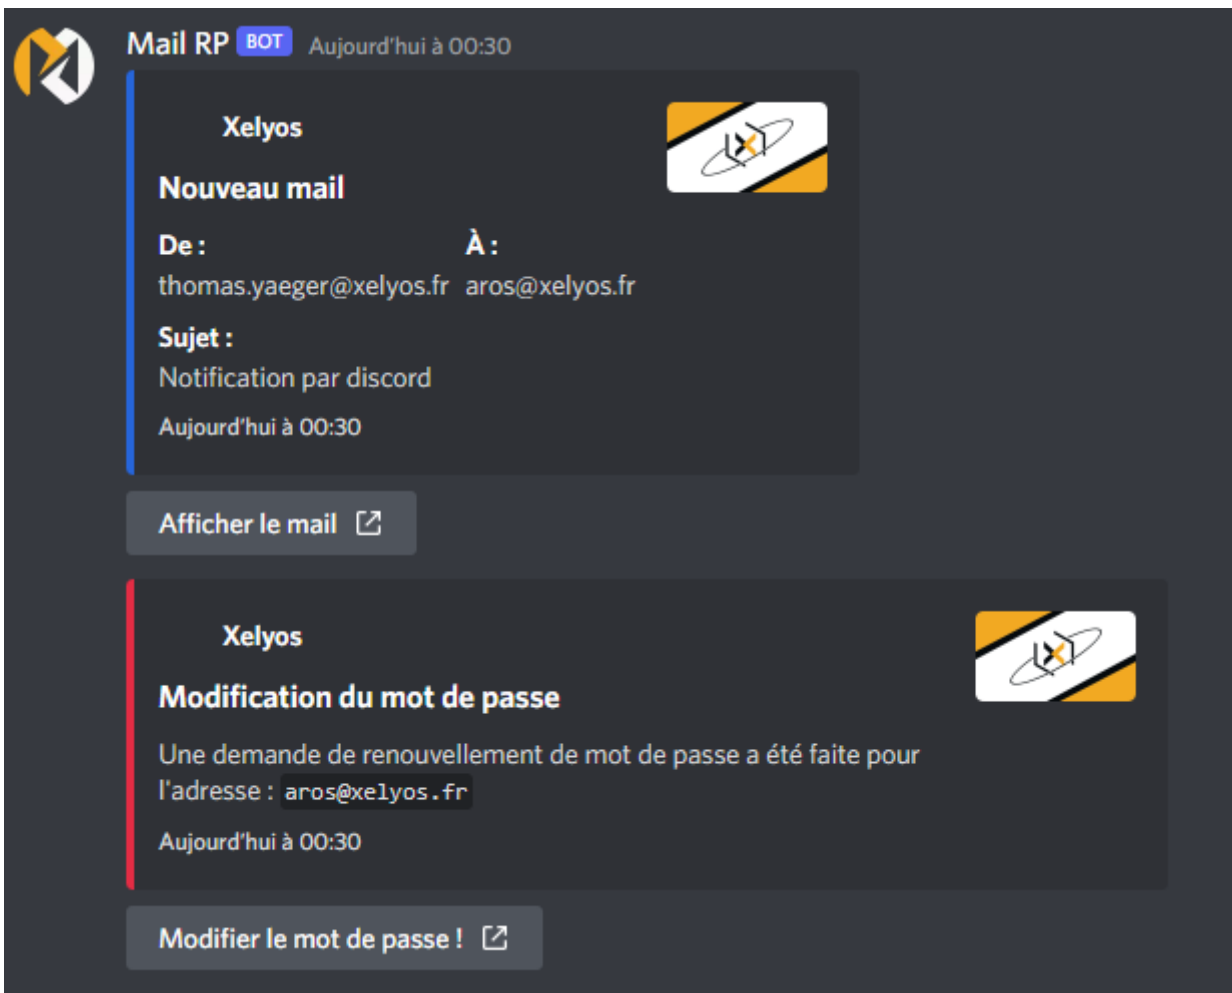 Mail RP BOT Aujourd'hui à 00:30
Xelyos
Nouveau mail
De : À :
thomas.yaeger@xelyos.fr aros@xelyos.fr
Sujet :
Notification par discord
Aujourd'hui à 00:30
Afficher le mail
Xelyos
Modification du mot de passe
Une demande de renouvellement de mot de passe a été faite pour
l'adresse : aros@xelyos.fr
Aujourd'hui à 00:30
Modifier le mot de passe !